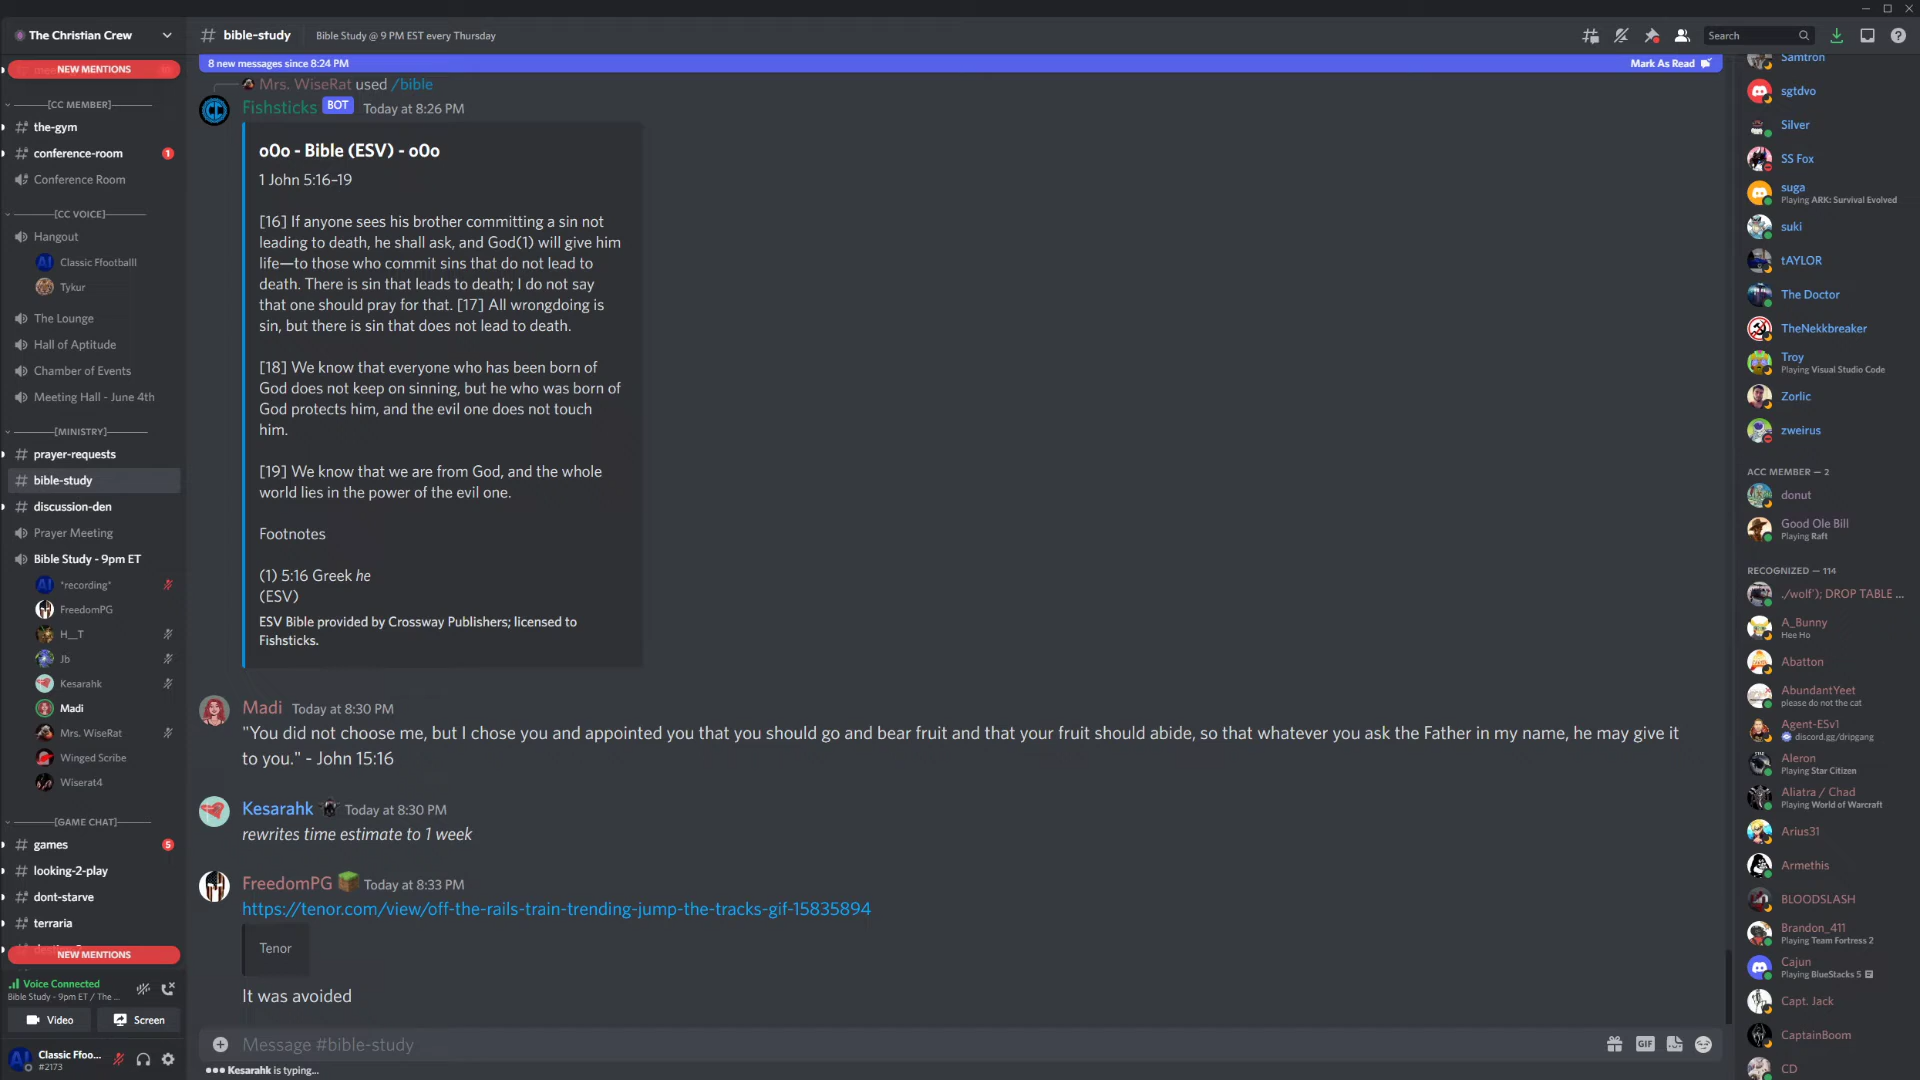 The Christian Crew
NEW MENTIONS
[CC MEMBER]
the-gym
conference-room
1
Conference Room
[CC VOICE]
Hangout
Classic Ffootballl
Tykur
The Lounge
Hall of Aptitude
Chamber of Events
Meeting Hall - June 4th
[MINISTRY]
prayer-requests
bible-study
discussion-den
Prayer Meeting
Bible Study - 9pm ET
*recording*
FreedomPG
H__T
Jb
Kesarahk
Madi
Mrs. WiseRat
Winged Scribe
Wiserat4
[GAME CHAT]
games
5
looking-2-play
dont-starve
terraria
NEW MENTIONS
Voice Connected
Bible Study - 9pm ET / The ...
Video
Screen
Classic Ffoo...
#2173
bible-study
Bible Study @ 9 PM EST every Thursday
Search
8 new messages since 8:24 PM
Mark As Read
Mrs. WiseRat used /bible
Fishsticks BOT Today at 8:26 PM
oOo - Bible (ESV) - oOo
1 John 5:16–19
[16] If anyone sees his brother committing a sin not
leading to death, he shall ask, and God(1) will give him
life—to those who commit sins that do not lead to
death. There is sin that leads to death; I do not say
that one should pray for that. [17] All wrongdoing is
sin, but there is sin that does not lead to death.
[18] We know that everyone who has been born of
God does not keep on sinning, but he who was born of
God protects him, and the evil one does not touch
him.
[19] We know that we are from God, and the whole
world lies in the power of the evil one.
Footnotes
(1) 5:16 Greek he
(ESV)
ESV Bible provided by Crossway Publishers; licensed to
Fishsticks.
Madi Today at 8:30 PM
"You did not choose me, but I chose you and appointed you that you should go and bear fruit and that your fruit should abide, so that whatever you ask the Father in my name, he may give it
to you." - John 15:16
Kesarahk Today at 8:30 PM
rewrites time estimate to 1 week
FreedomPG Today at 8:33 PM
https://tenor.com/view/off-the-rails-train-trending-jump-the-tracks-gif-15835894
Tenor
It was avoided
Message #bible-study
GIF
Kesarahk is typing...
Samtron
sgtdvo
Silver
SS Fox
suga
Playing ARK: Survival Evolved
suki
tAYLOR
The Doctor
TheNekkbreaker
Troy
Playing Visual Studio Code
Zorlic
zweirus
ACC MEMBER — 2
donut
Good Ole Bill
Playing Raft
RECOGNIZED — 114
./wolf'); DROP TABLE ...
A_Bunny
Hee Ho
Abatton
AbundantYeet
please do not the cat
Agent-ESv1
discord.gg/dripgang
Aleron
Playing Star Citizen
Aliatra / Chad
Playing World of Warcraft
Arius31
Armethis
BLOODSLASH
Brandon_411
Playing Team Fortress 2
Cajun
Playing BlueStacks 5
Capt. Jack
CaptainBoom
CD